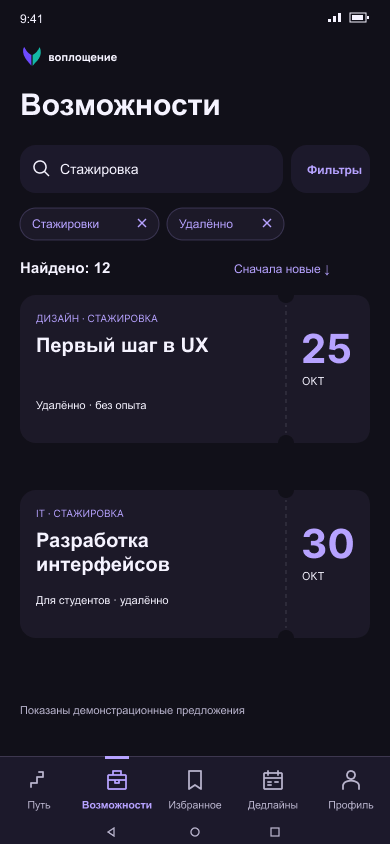 9:41
воплощение
Возможности
Стажировка
Фильтры
Стажировки ✕
Удалённо ✕
Найдено: 12
Сначала новые ↓
ДИЗАЙН · СТАЖИРОВКА
Первый шаг в UX
Удалённо · без опыта
25
ОКТ
IT · СТАЖИРОВКА
Разработка
интерфейсов
Для студентов · удалённо
30
ОКТ
Показаны демонстрационные предложения
Путь
Возможности
Избранное
Дедлайны
Профиль